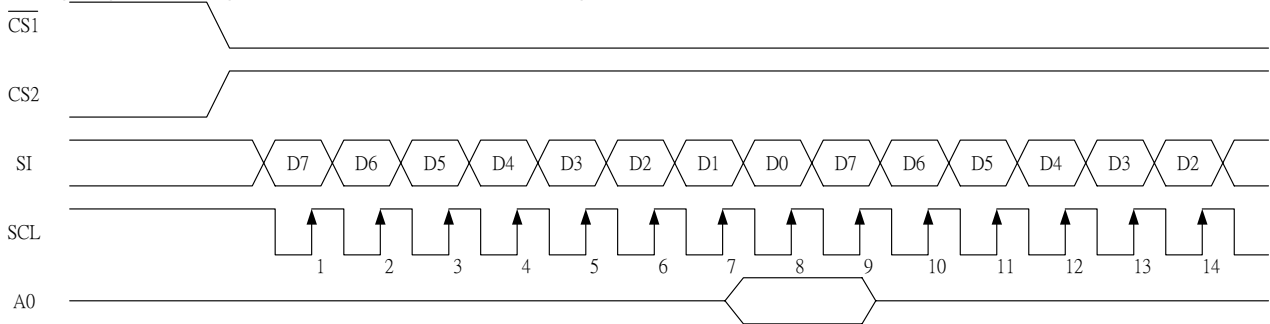 CS1
CS2
SI D7 D6 D5 D4 D3 D2 D1 D0 D7 D6 D5 D4 D3 D2
SCL
1 2 3 4 5 6 7 8 9 10 11 12 13 14
A0